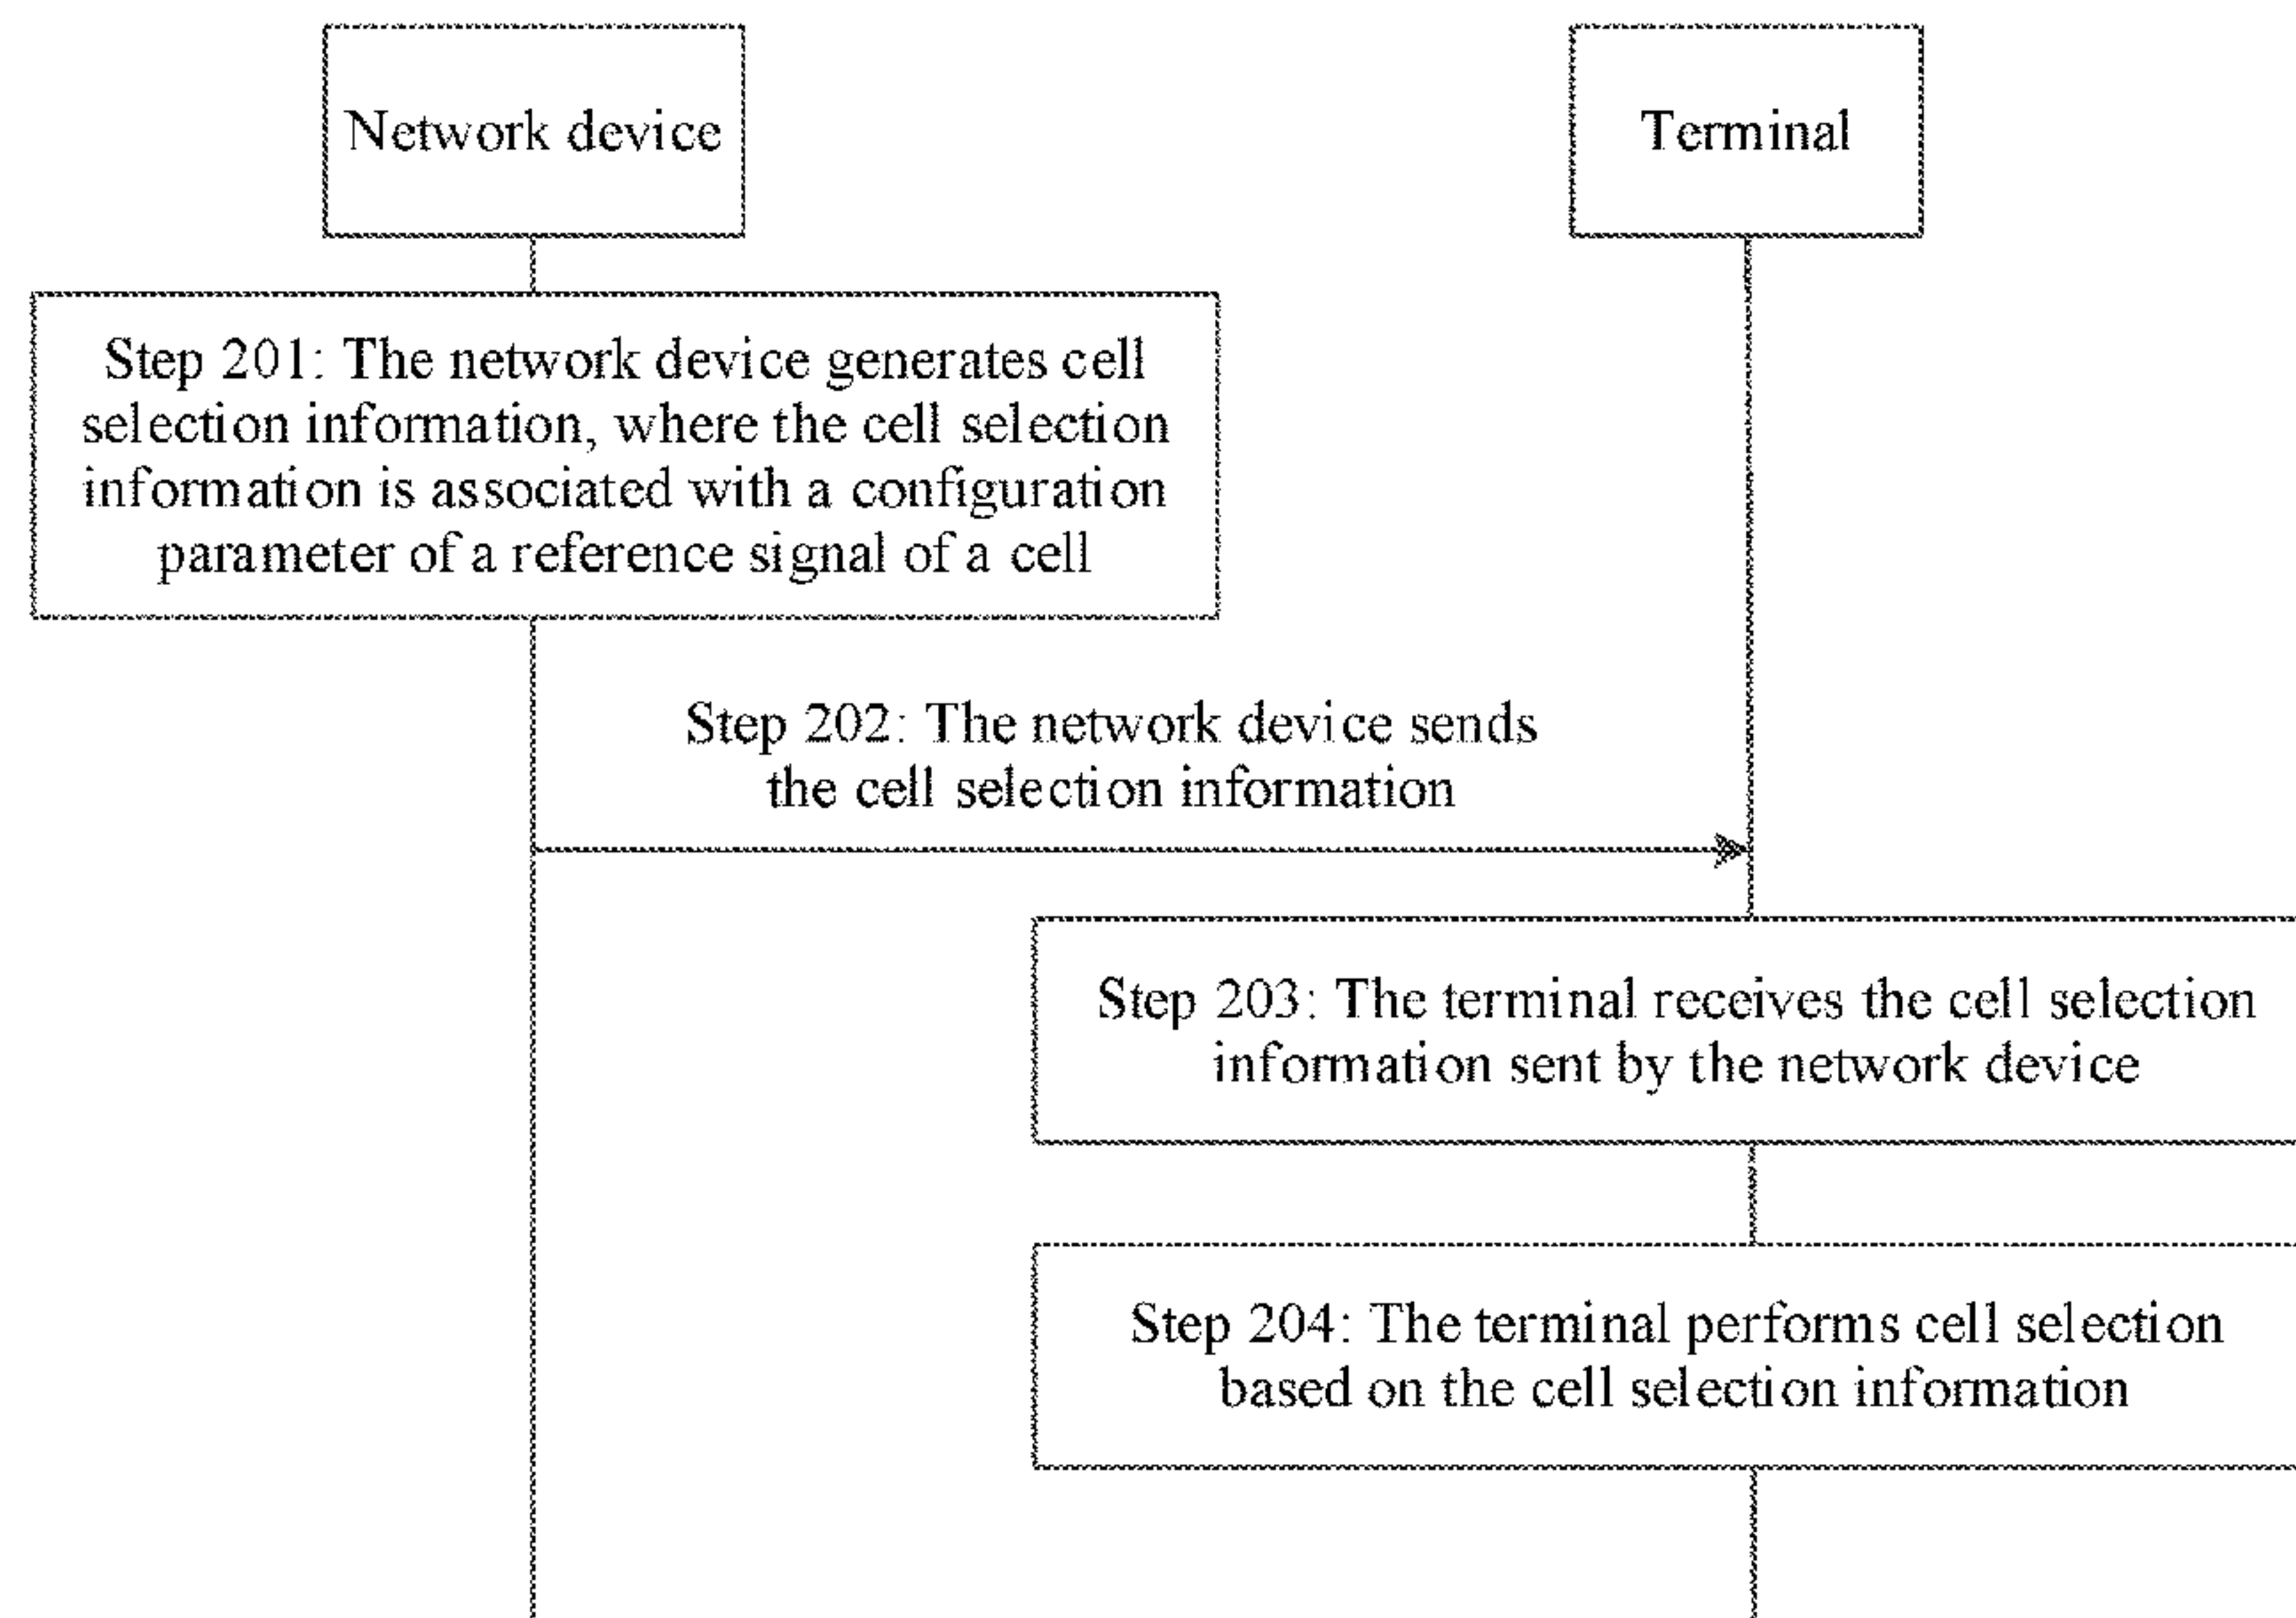 Network device
Terminal
Step 201: The network device generates cell
selection information, where the cell selection
information is associated with a configuration
parameter of a reference signal of a cell
Step 202: The network device sends
the cell selection information
Step 203: The terminal receives the cell selection
information sent by the network device
Step 204: The terminal performs cell selection
based on the cell selection information